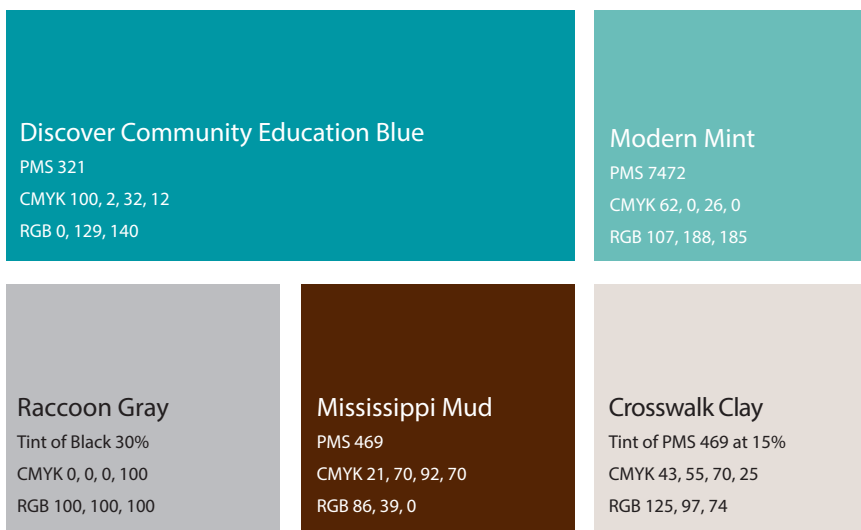 Discover Community Education Blue
PMS 321
CMYK 100, 2, 32, 12
RGB 0, 129, 140
Modern Mint
PMS 7472
CMYK 62, 0, 26, 0
RGB 107, 188, 185
Raccoon Gray
Tint of Black 30%
CMYK 0, 0, 0, 100
RGB 100, 100, 100
Mississippi Mud
PMS 469
CMYK 21, 70, 92, 70
RGB 86, 39, 0
Crosswalk Clay
Tint of PMS 469 at 15%
CMYK 43, 55, 70, 25
RGB 125, 97, 74